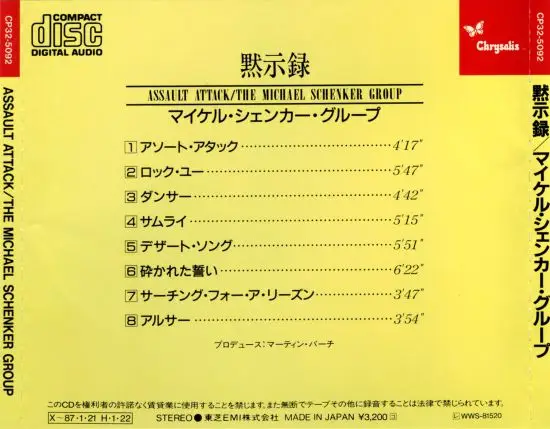 CP32-5092
ASSAULT ATTACK/THE MICHAEL SCHENKER GROUP
COMPACT
disc
DIGITAL AUDIO
Chrysalis
黙示録
ASSAULT ATTACK/THE MICHAEL SCHENKER GROUP
マイケル・シェンカー・グループ
1 アソート・アタック 4'17"
2 ロック・ユー 5'47"
3 ダンサー 4'42"
4 サムライ 5'15"
5 デザート・ソング 5'51"
6 砕かれた誓い 6'22"
7 サーチング・フォー・ア・リーズン 3'47"
8 アルサー 3'54"
プロデュース:マーティン・バーチ
このCDを権利者の許諾なく賃貸業に使用することを禁じます。また無断でテープその他に録音することは法律で禁じられています。
X〜87・1・21 H・1・22 STEREO 東芝EMI株式会社 MADE IN JAPAN ¥3,200 WWS-81520
CP32-5092
黙示録/マイケル・シェンカー・グループ